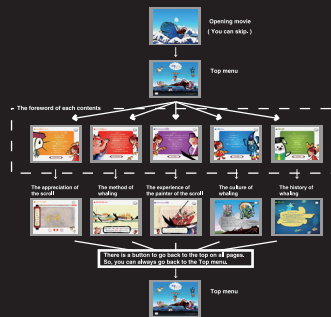 Opening movie
( You can skip. )
Top menu
The foreword of each contents
The appreciation of
the scroll
The method of
whaling
The experience of
the painter of the scroll
The culture of
whaling
The history of
whaling
There is a button to go back to the top on all pages.
So, you can always go back to the Top menu.
Top menu